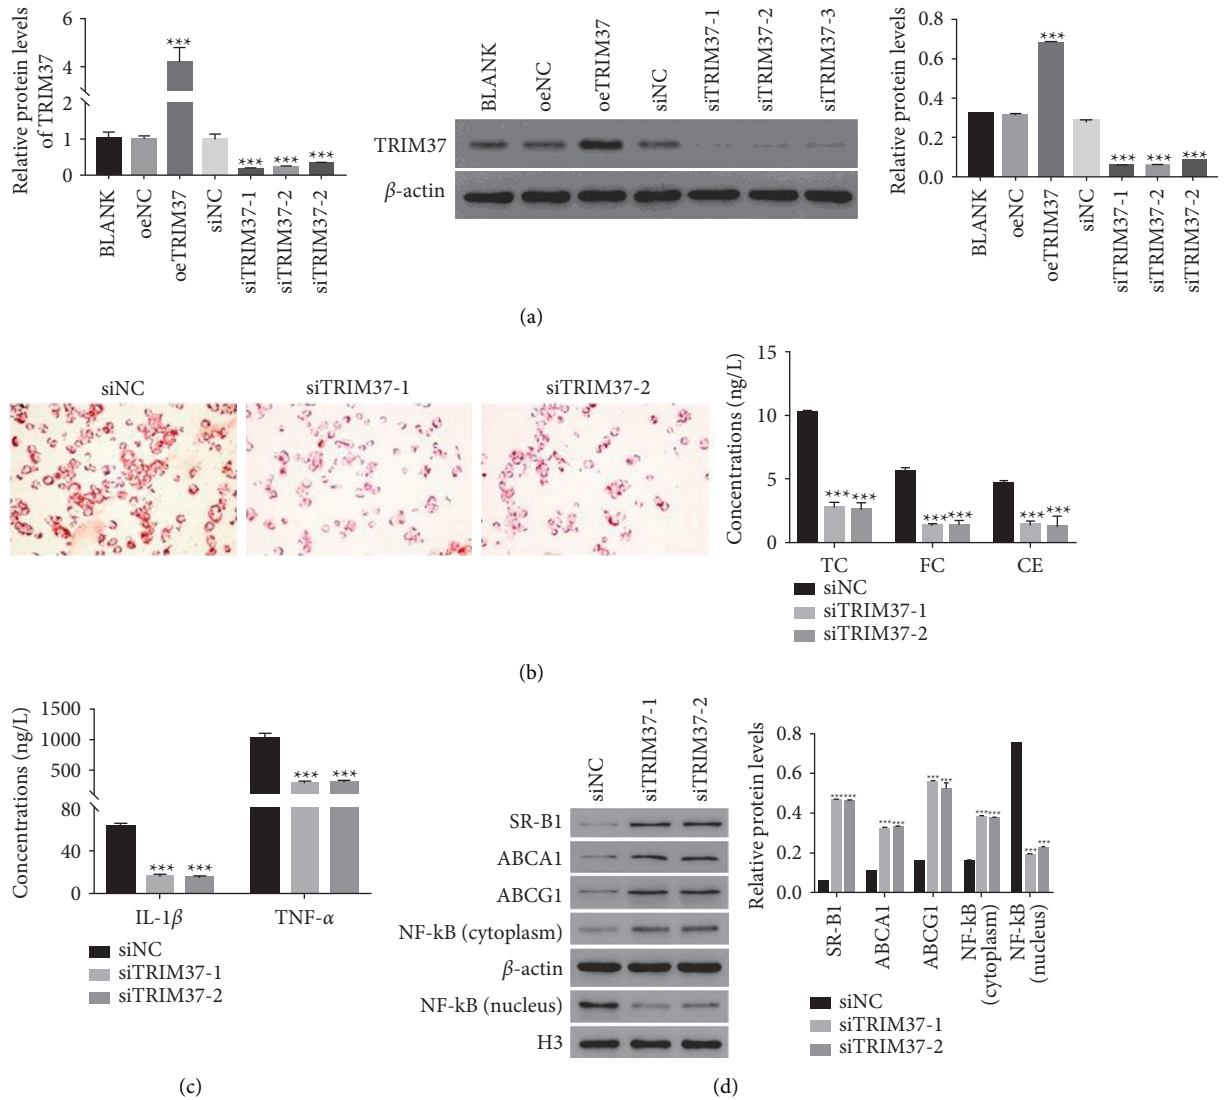 Relative protein levels
of TRIM37
6
4
2
1
0
***
***
***
***
BLANK
oeNC
oeTRIM37
siNC
siTRIM37-1
siTRIM37-2
siTRIM37-2
BLANK
oeNC
oeTRIM37
siNC
siTRIM37-1
siTRIM37-2
siTRIM37-3
TRIM37
β-actin
Relative protein levels
0.8
0.6
0.4
0.2
0.0
***
***
***
***
BLANK
oeNC
oeTRIM37
siNC
siTRIM37-1
siTRIM37-2
siTRIM37-2
(a)
siNC
siTRIM37-1
siTRIM37-2
Concentrations (ng/L)
15
10
5
0
*** ***
*** ***
*** ***
TC
FC
CE
siNC
siTRIM37-1
siTRIM37-2
(b)
Concentrations (ng/L)
1500
1000
500
80
40
0
*** ***
*** ***
IL-1β
TNF-α
siNC
siTRIM37-1
siTRIM37-2
(c)
siNC
siTRIM37-1
siTRIM37-2
SR-B1
ABCA1
ABCG1
NF-kB (cytoplasm)
β-actin
NF-kB (nucleus)
H3
Relative protein levels
0.8
0.6
0.4
0.2
0.0
*** ***
*** ***
*** ***
*** ***
*** ***
SR-B1
ABCA1
ABCG1
NF-kB
(cytoplasm)
NF-kB
(nucleus)
siNC
siTRIM37-1
siTRIM37-2
(d)